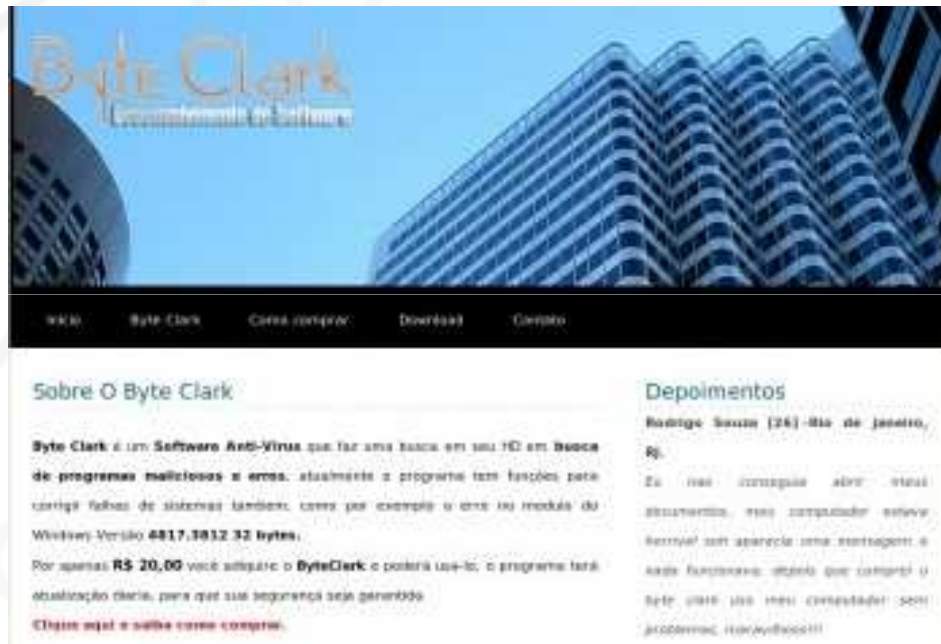 Byte Clark
Desenvolvimento de Software
Início Byte Clark Como comprar Download Contato
Sobre O Byte Clark
Byte Clark é um Software Anti-Virus que faz uma busca em seu HD em busca
de programas maliciosos e erros, atualmente o programa tem funções para
corrigir falhas de sistemas tambem, como por exemplo o erro no modulo do
Windows Versão 4817.3812 32 bytes.
Por apenas R$ 20,00 você adquire o ByteClark e poderá usa-lo, o programa terá
atualização diaria, para que sua segurança seja garantida
Clique aqui e saiba como comprar.
Depoimentos
Rodrigo Souza [26] -Rio de Janeiro,
RJ.
Eu nao conseguia abrir meus
documentos, meu computador estava
horrivel com aparecia uma mensagem e
nada funcionava, depois que comprei o
byte clark uso meu computador sem
problemas, maravilhoso!!!